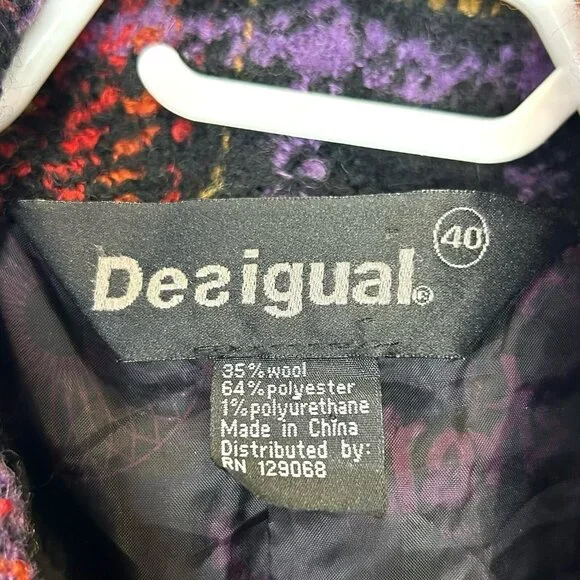 Desigual®
40
35% wool
64% polyester
1% polyurethane
Made in China
Distributed by:
RN 129068